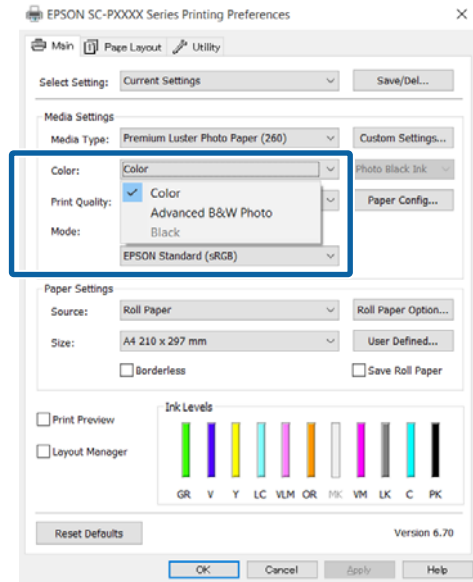 EPSON SC-PXXXX Series Printing Preferences
Main Page Layout Utility
Select Setting: Current Settings Save/Del...
Media Settings
Media Type: Premium Luster Photo Paper (260) Custom Settings...
Color: Color Photo Black Ink
Color
Print Quality: Paper Config...
Advanced B&W Photo
Mode: Black
EPSON Standard (sRGB)
Paper Settings
Source: Roll Paper Roll Paper Option...
Size: A4 210 x 297 mm User Defined...
Borderless Save Roll Paper
Ink Levels
Print Preview
Layout Manager
GR V Y LC VLM OR MK VM LK C PK
Reset Defaults Version 6.70
OK Cancel Apply Help